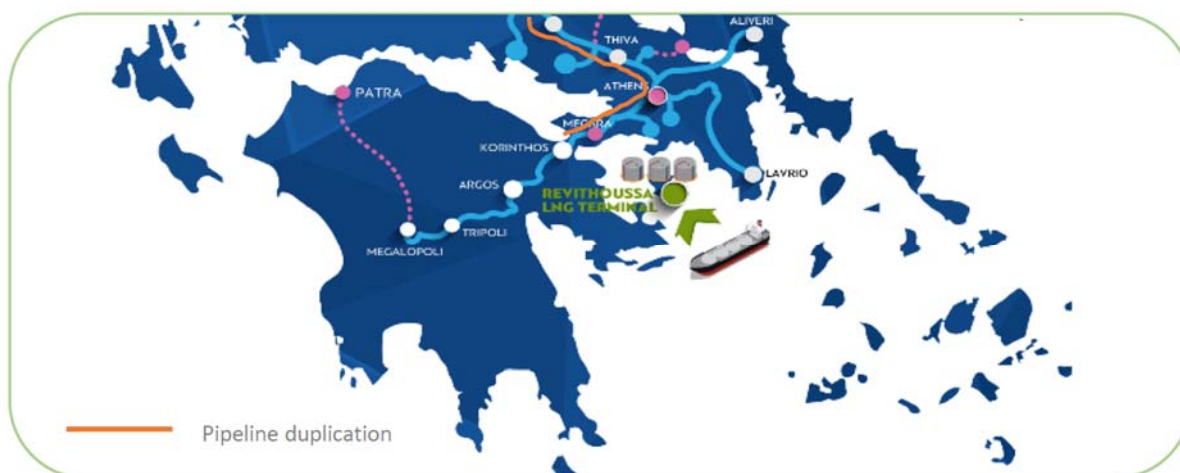 ALIVERI
THIVA
ATHENS
PATRA
MEGARA
KORINTHOS
LAVRIO
ARGOS
REVITHOUSSA
LNG TERMINAL
TRIPOLI
MEGALOPOLI
Pipeline duplication